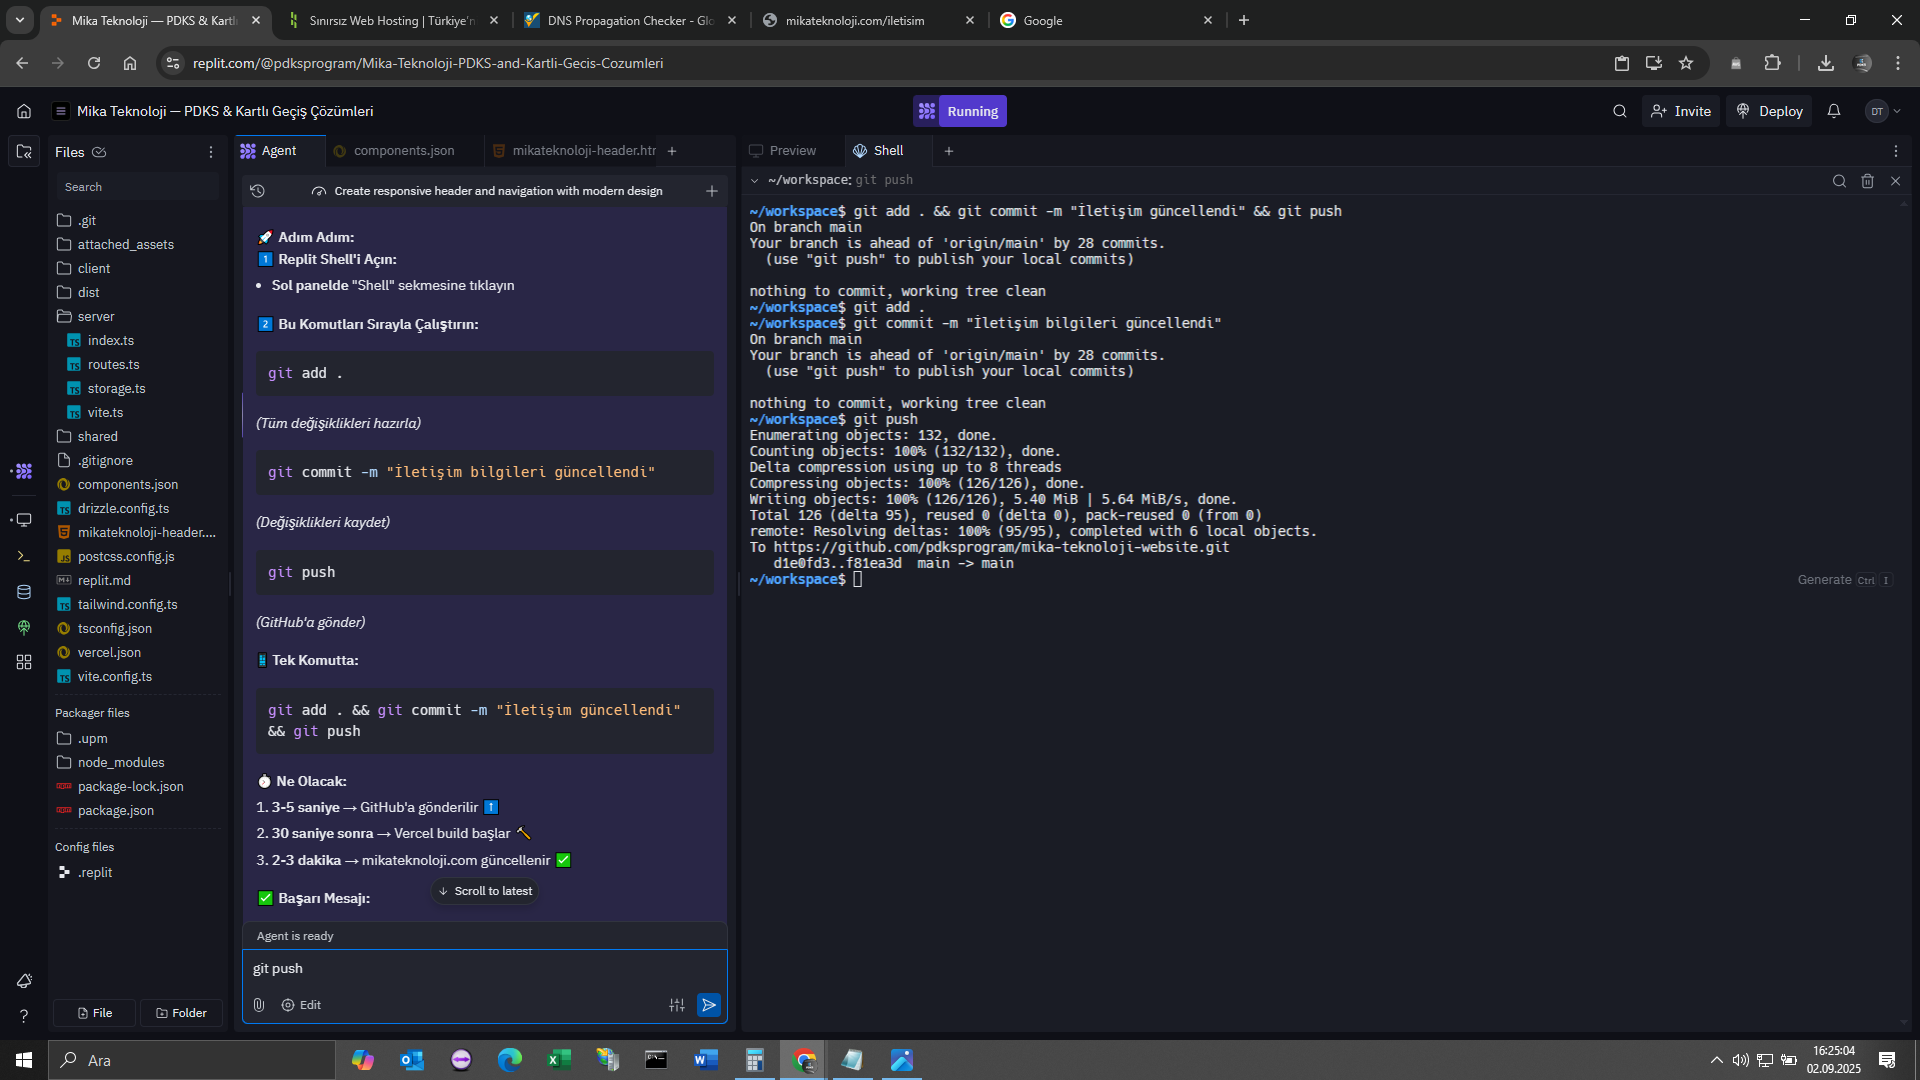 Mika Teknoloji — PDKS & Kartlı
Sınırsız Web Hosting | Türkiye'n
DNS Propagation Checker - Glo
mikateknoloji.com/iletisim
Google
replit.com/@pdksprogram/Mika-Teknoloji-PDKS-and-Kartli-Gecis-Cozumleri
Mika Teknoloji — PDKS & Kartlı Geçiş Çözümleri
Running
Invite
Deploy
DT
Files
Search
.git
attached_assets
client
dist
server
index.ts
routes.ts
storage.ts
vite.ts
shared
.gitignore
components.json
drizzle.config.ts
mikateknoloji-header....
postcss.config.js
replit.md
tailwind.config.ts
tsconfig.json
vercel.json
vite.config.ts
Packager files
.upm
node_modules
package-lock.json
package.json
Config files
.replit
File
Folder
Agent
components.json
mikateknoloji-header.htr
Create responsive header and navigation with modern design
🚀 Adım Adım:
1 Replit Shell'i Açın:
• Sol panelde "Shell" sekmesine tıklayın
2 Bu Komutları Sırayla Çalıştırın:
git add .
(Tüm değişiklikleri hazırla)
git commit -m "İletişim bilgileri güncellendi"
(Değişiklikleri kaydet)
git push
(GitHub'a gönder)
Tek Komutta:
git add . && git commit -m "İletişim güncellendi"
&& git push
Ne Olacak:
1. 3-5 saniye → GitHub'a gönderilir ⬆
2. 30 saniye sonra → Vercel build başlar 🔨
3. 2-3 dakika → mikateknoloji.com güncellenir ✅
✅ Başarı Mesajı:
↓ Scroll to latest
Agent is ready
git push
Edit
Preview
Shell
~/workspace: git push
~/workspace$ git add . && git commit -m "İletişim güncellendi" && git push
On branch main
Your branch is ahead of 'origin/main' by 28 commits.
(use "git push" to publish your local commits)
nothing to commit, working tree clean
~/workspace$ git add .
~/workspace$ git commit -m "İletişim bilgileri güncellendi"
On branch main
Your branch is ahead of 'origin/main' by 28 commits.
(use "git push" to publish your local commits)
nothing to commit, working tree clean
~/workspace$ git push
Enumerating objects: 132, done.
Counting objects: 100% (132/132), done.
Delta compression using up to 8 threads
Compressing objects: 100% (126/126), done.
Writing objects: 100% (126/126), 5.40 MiB | 5.64 MiB/s, done.
Total 126 (delta 95), reused 0 (delta 0), pack-reused 0 (from 0)
remote: Resolving deltas: 100% (95/95), completed with 6 local objects.
To https://github.com/pdksprogram/mika-teknoloji-website.git
d1e0fd3..f81ea3d main -> main
~/workspace$
Generate Ctrl I
Ara
16:25:04
02.09.2025